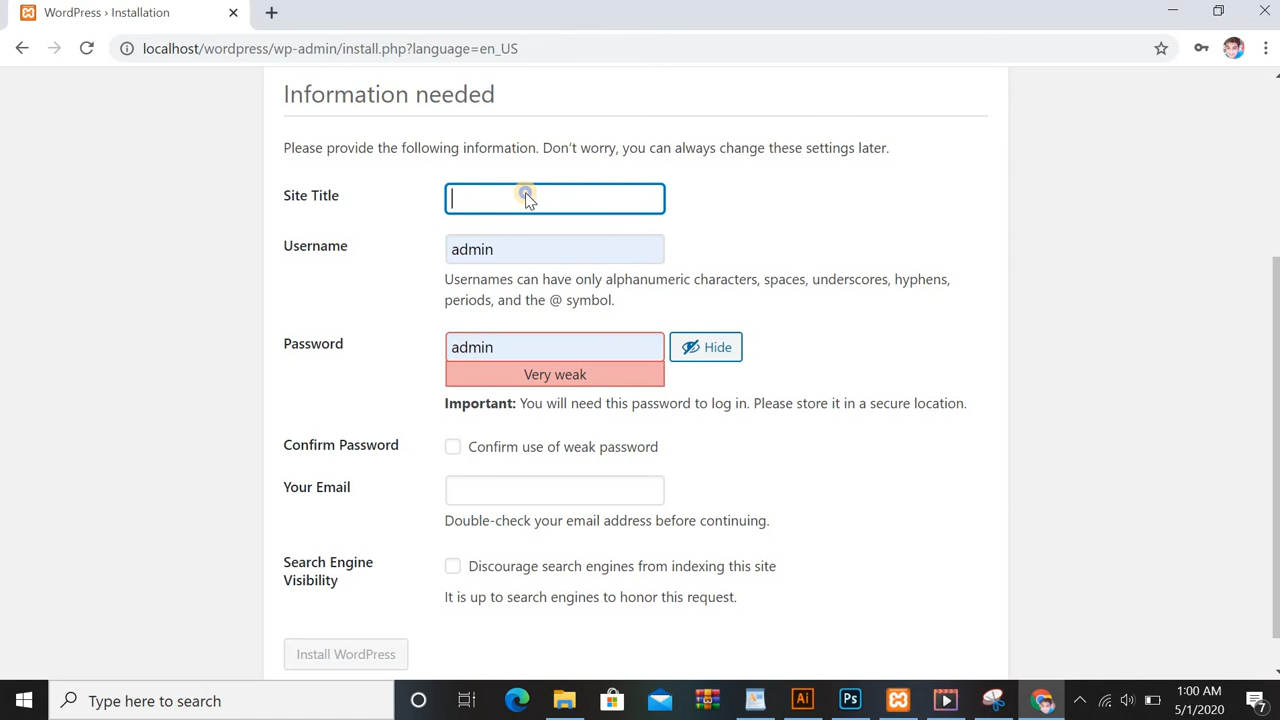 WordPress › Installation
localhost/wordpress/wp-admin/install.php?language=en_US
Information needed
Please provide the following information. Don’t worry, you can always change these settings later.
Site Title
Username
admin
Usernames can have only alphanumeric characters, spaces, underscores, hyphens,
periods, and the @ symbol.
Password
admin
Hide
Very weak
Important: You will need this password to log in. Please store it in a secure location.
Confirm Password
Confirm use of weak password
Your Email
Double-check your email address before continuing.
Search Engine
Visibility
Discourage search engines from indexing this site
It is up to search engines to honor this request.
Install WordPress
Type here to search
Ai
Ps
1:00 AM
5/1/2020
7